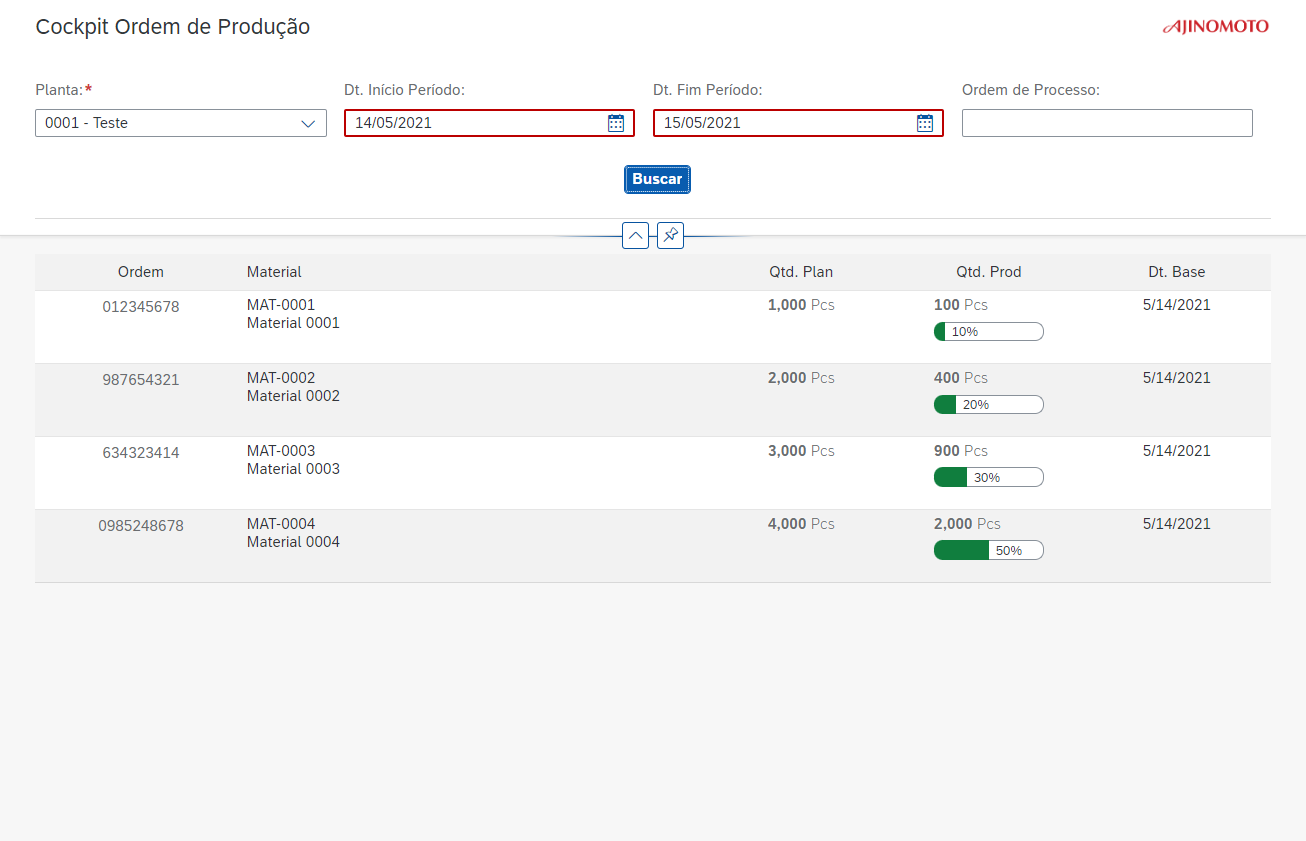 Cockpit Ordem de Produção
AJINOMOTO
Planta:*
Dt. Início Período:
Dt. Fim Período:
Ordem de Processo:
0001 - Teste
14/05/2021
15/05/2021
Buscar
Ordem Material Qtd. Plan Qtd. Prod Dt. Base
012345678 MAT-0001 1,000 Pcs 100 Pcs 5/14/2021
Material 0001 10%
987654321 MAT-0002 2,000 Pcs 400 Pcs 5/14/2021
Material 0002 20%
634323414 MAT-0003 3,000 Pcs 900 Pcs 5/14/2021
Material 0003 30%
0985248678 MAT-0004 4,000 Pcs 2,000 Pcs 5/14/2021
Material 0004 50%